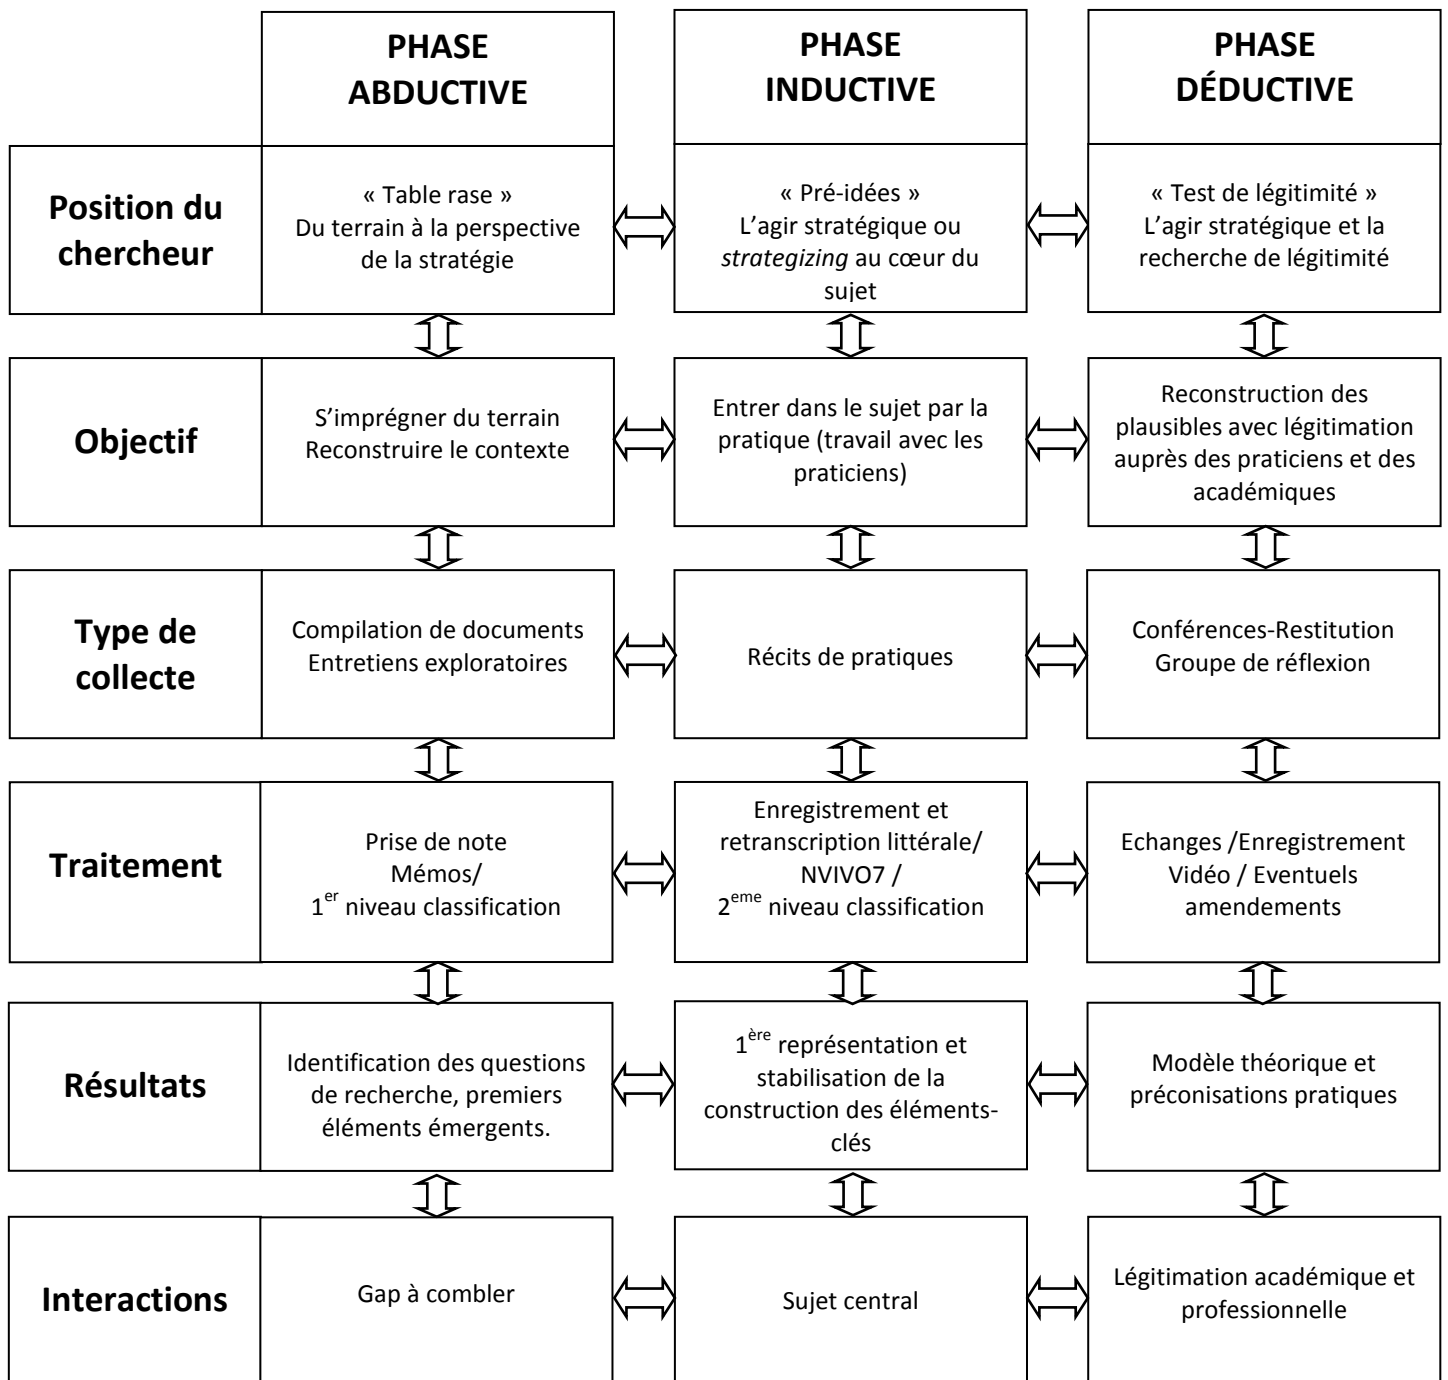 PHASE
ABDUCTIVE
PHASE
INDUCTIVE
PHASE
DÉDUCTIVE
Position du
chercheur
« Table rase »
Du terrain à la perspective
de la stratégie
« Pré-idées »
L’agir stratégique ou
strategizing au cœur du
sujet
« Test de légitimité »
L’agir stratégique et la
recherche de légitimité
Objectif
S’imprégner du terrain
Reconstruire le contexte
Entrer dans le sujet par la
pratique (travail avec les
praticiens)
Reconstruction des
plausibles avec légitimation
auprès des praticiens et des
académiques
Type de
collecte
Compilation de documents
Entretiens exploratoires
Récits de pratiques
Conférences-Restitution
Groupe de réflexion
Traitement
Prise de note
Mémos/
1er niveau classification
Enregistrement et
retranscription littérale/
NVIVO7 /
2eme niveau classification
Echanges /Enregistrement
Vidéo / Eventuels
amendements
Résultats
Identification des questions
de recherche, premiers
éléments émergents.
1ère représentation et
stabilisation de la
construction des éléments-
clés
Modèle théorique et
préconisations pratiques
Interactions
Gap à combler
Sujet central
Légitimation académique et
professionnelle